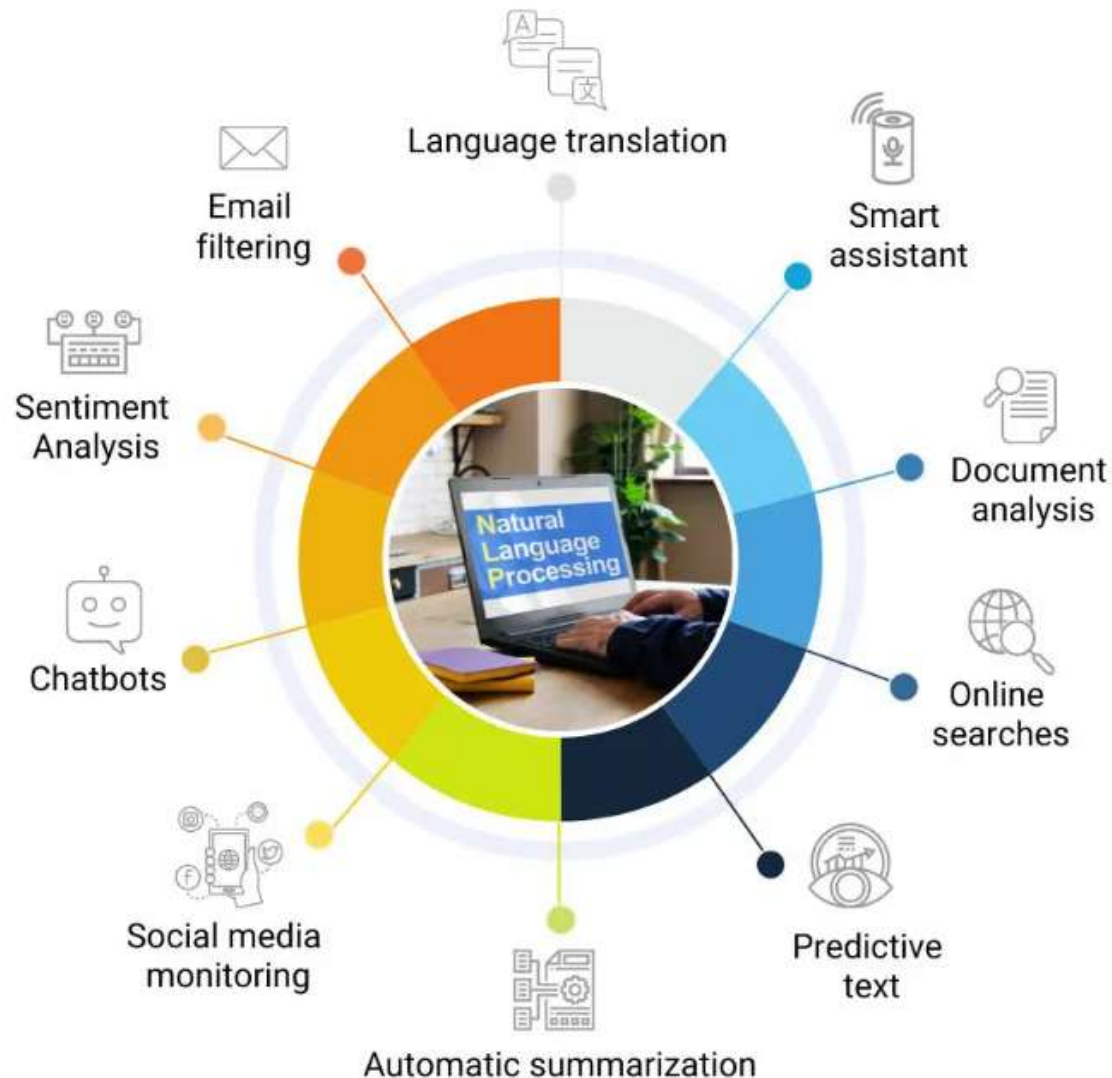 Language translation
Smart
assistant
Document
analysis
Online
searches
Predictive
text
Automatic summarization
Social media
monitoring
Chatbots
Sentiment
Analysis
Email
filtering
Natural
Language
Processing
A
文
f